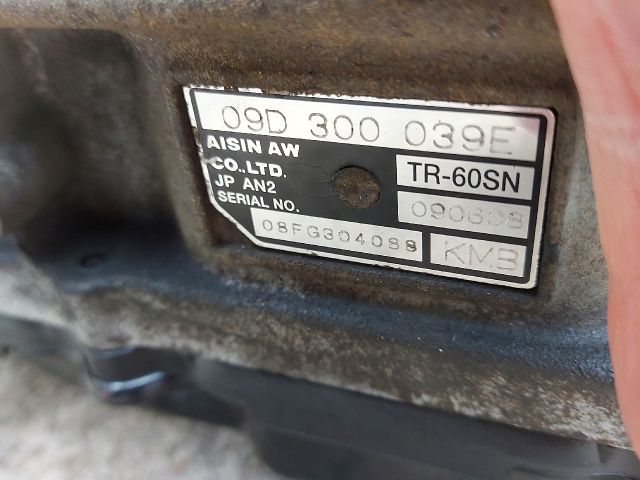 09D 300 039E
AISIN AW
CO.,LTD.
JP AN2
SERIAL NO.
TR-60SN
090608
08FG304088
KMB